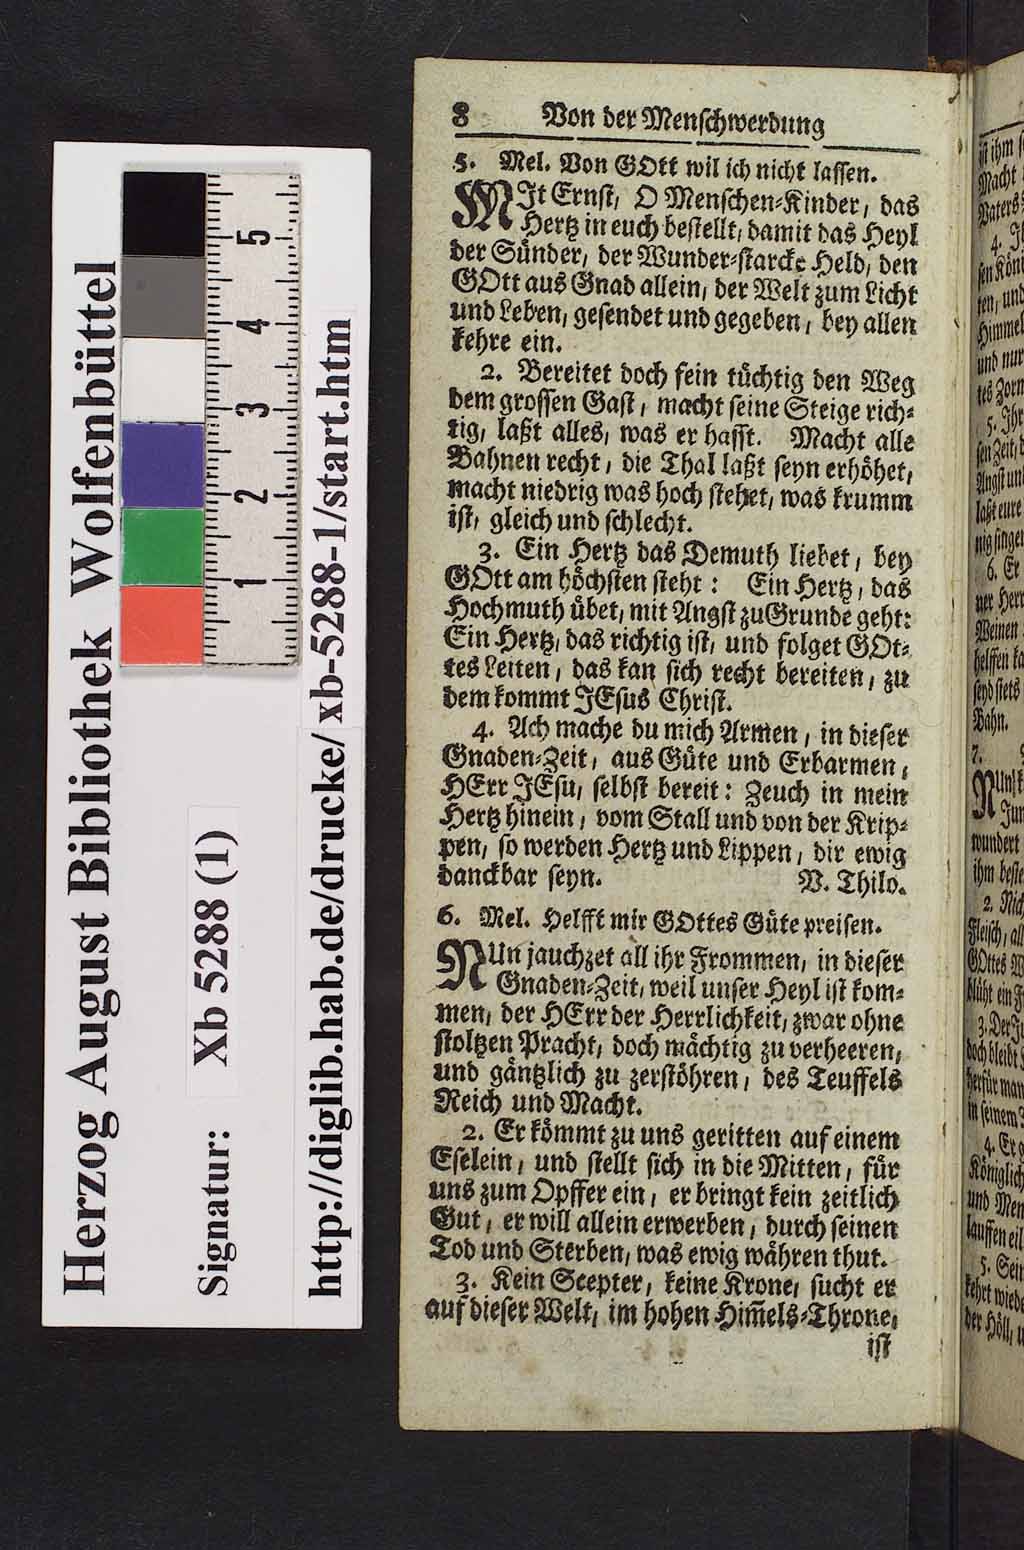 8 Von der Menschwerdung
5. Mel. Von GOtt wil ich nicht lassen.
MIt Ernst, O Menschen-Kinder, das
Hertz in euch bestellt, damit das Heyl
der Sünder, der Wunder-starcke Held, den
GOtt aus Gnad allein, der Welt zum Licht
und Leben, gesendet und gegeben, bey allen
kehre ein.
2. Bereitet doch fein tüchtig den Weg
dem grossen Gast, macht seine Steige rich-
tig, laßt alles, was er hasst. Macht alle
Bahnen recht, die Thal laßt seyn erhöhet,
macht niedrig was hoch stehet, was krumm
ist, gleich und schlecht.
3. Ein Hertz das Demuth liebet, bey
GOtt am höchsten steht: Ein Hertz, das
Hochmuth übet, mit Angst zu Grunde geht:
Ein Hertz, das richtig ist, und folget GOt-
tes Leiten, das kan sich recht bereiten, zu
dem kommt JEsus Christ.
4. Ach mache du mich Armen, in dieser
Gnaden-Zeit, aus Güte und Erbarmen,
HErr JEsu, selbst bereit: Zeuch in mein
Hertz hinein, vom Stall und von der Krip-
pen, so werden Hertz und Lippen, dir ewig
danckbar seyn. V. Thilo.
6. Mel. Helfft mir GOttes Güte preisen.
NUn jauchzet all ihr Frommen, in dieser
Gnaden-Zeit, weil unser Heyl ist kom-
men, der HErr der Herrlichkeit, zwar ohne
stoltzen Pracht, doch mächtig zu verheeren,
und gäntzlich zu zerstöhren, des Teuffels
Reich und Macht.
2. Er kömmt zu uns geritten auf einem
Eselein, und stellt sich in die Mitten, für
uns zum Opffer ein, er bringt kein zeitlich
Gut, er will allein erwerben, durch seinen
Tod und Sterben, was ewig währen thut.
3. Kein Scepter, keine Krone, sucht er
auf dieser Welt, im hohen Him̅els-Throne,
ist
Herzog August Bibliothek Wolfenbüttel
Signatur: Xb 5288 (1)
http://diglib.hab.de/drucke/xb-5288-1/start.htm
5
4
3
2
1